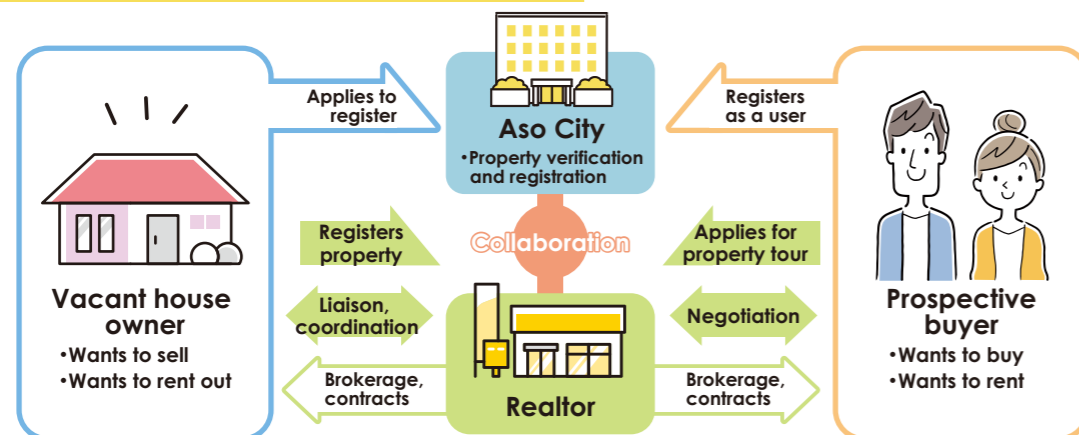 Applies to
register
Aso City
•Property verification
and registration
Registers
as a user
Registers
property
Collaboration
Applies for
property tour
Vacant house
owner
•Wants to sell
•Wants to rent out
Liaison,
coordination
Negotiation
Prospective
buyer
•Wants to buy
•Wants to rent
Brokerage,
contracts
Realtor
Brokerage,
contracts